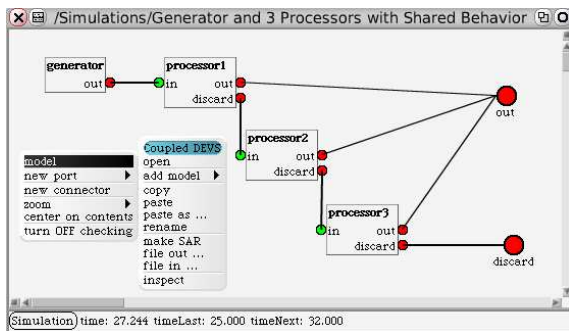 /Simulations/Generator and 3 Processors with Shared Behavior
generator
out
processor1
in out
discard
out
processor2
in out
discard
processor3
in out
discard
discard
model
new port
new connector
zoom
center on contents
turn OFF checking
Coupled DEVS
open
add model
copy
paste
paste as ...
rename
make SAR
file out ...
file in ...
inspect
Simulation time: 27.244 timeLast: 25.000 timeNext: 32.000